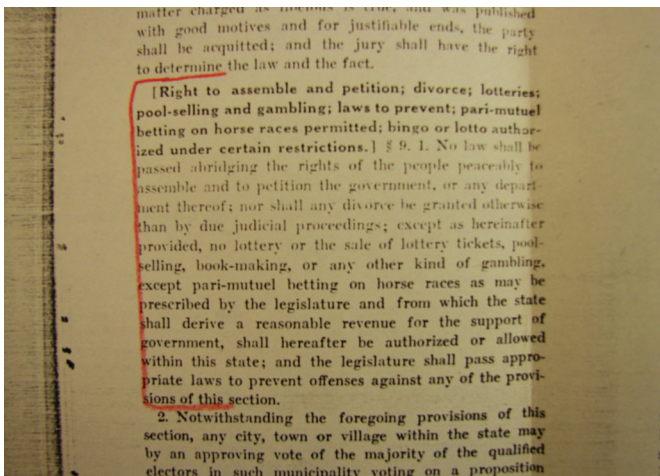 matter charged as libelous is true, and was published
with good motives and for justifiable ends, the party
shall be acquitted; and the jury shall have the right
to determine the law and the fact.
[Right to assemble and petition; divorce; lotteries;
pool-selling and gambling; laws to prevent; pari-mutuel
betting on horse races permitted; bingo or lotto author-
ized under certain restrictions.] § 9. 1. No law shall be
passed abridging the rights of the people peaceably to
assemble and to petition the government, or any depart-
ment thereof; nor shall any divorce be granted otherwise
than by due judicial proceedings; except as hereinafter
provided, no lottery or the sale of lottery tickets, pool-
selling, book-making, or any other kind of gambling,
except pari-mutuel betting on horse races as may be
prescribed by the legislature and from which the state
shall derive a reasonable revenue for the support of
government, shall hereafter be authorized or allowed
within this state; and the legislature shall pass appro-
priate laws to prevent offenses against any of the provi-
sions of this section.
2. Notwithstanding the foregoing provisions of this
section, any city, town or village within the state may
by an approving vote of the majority of the qualified
electors in such municipality voting on a proposition